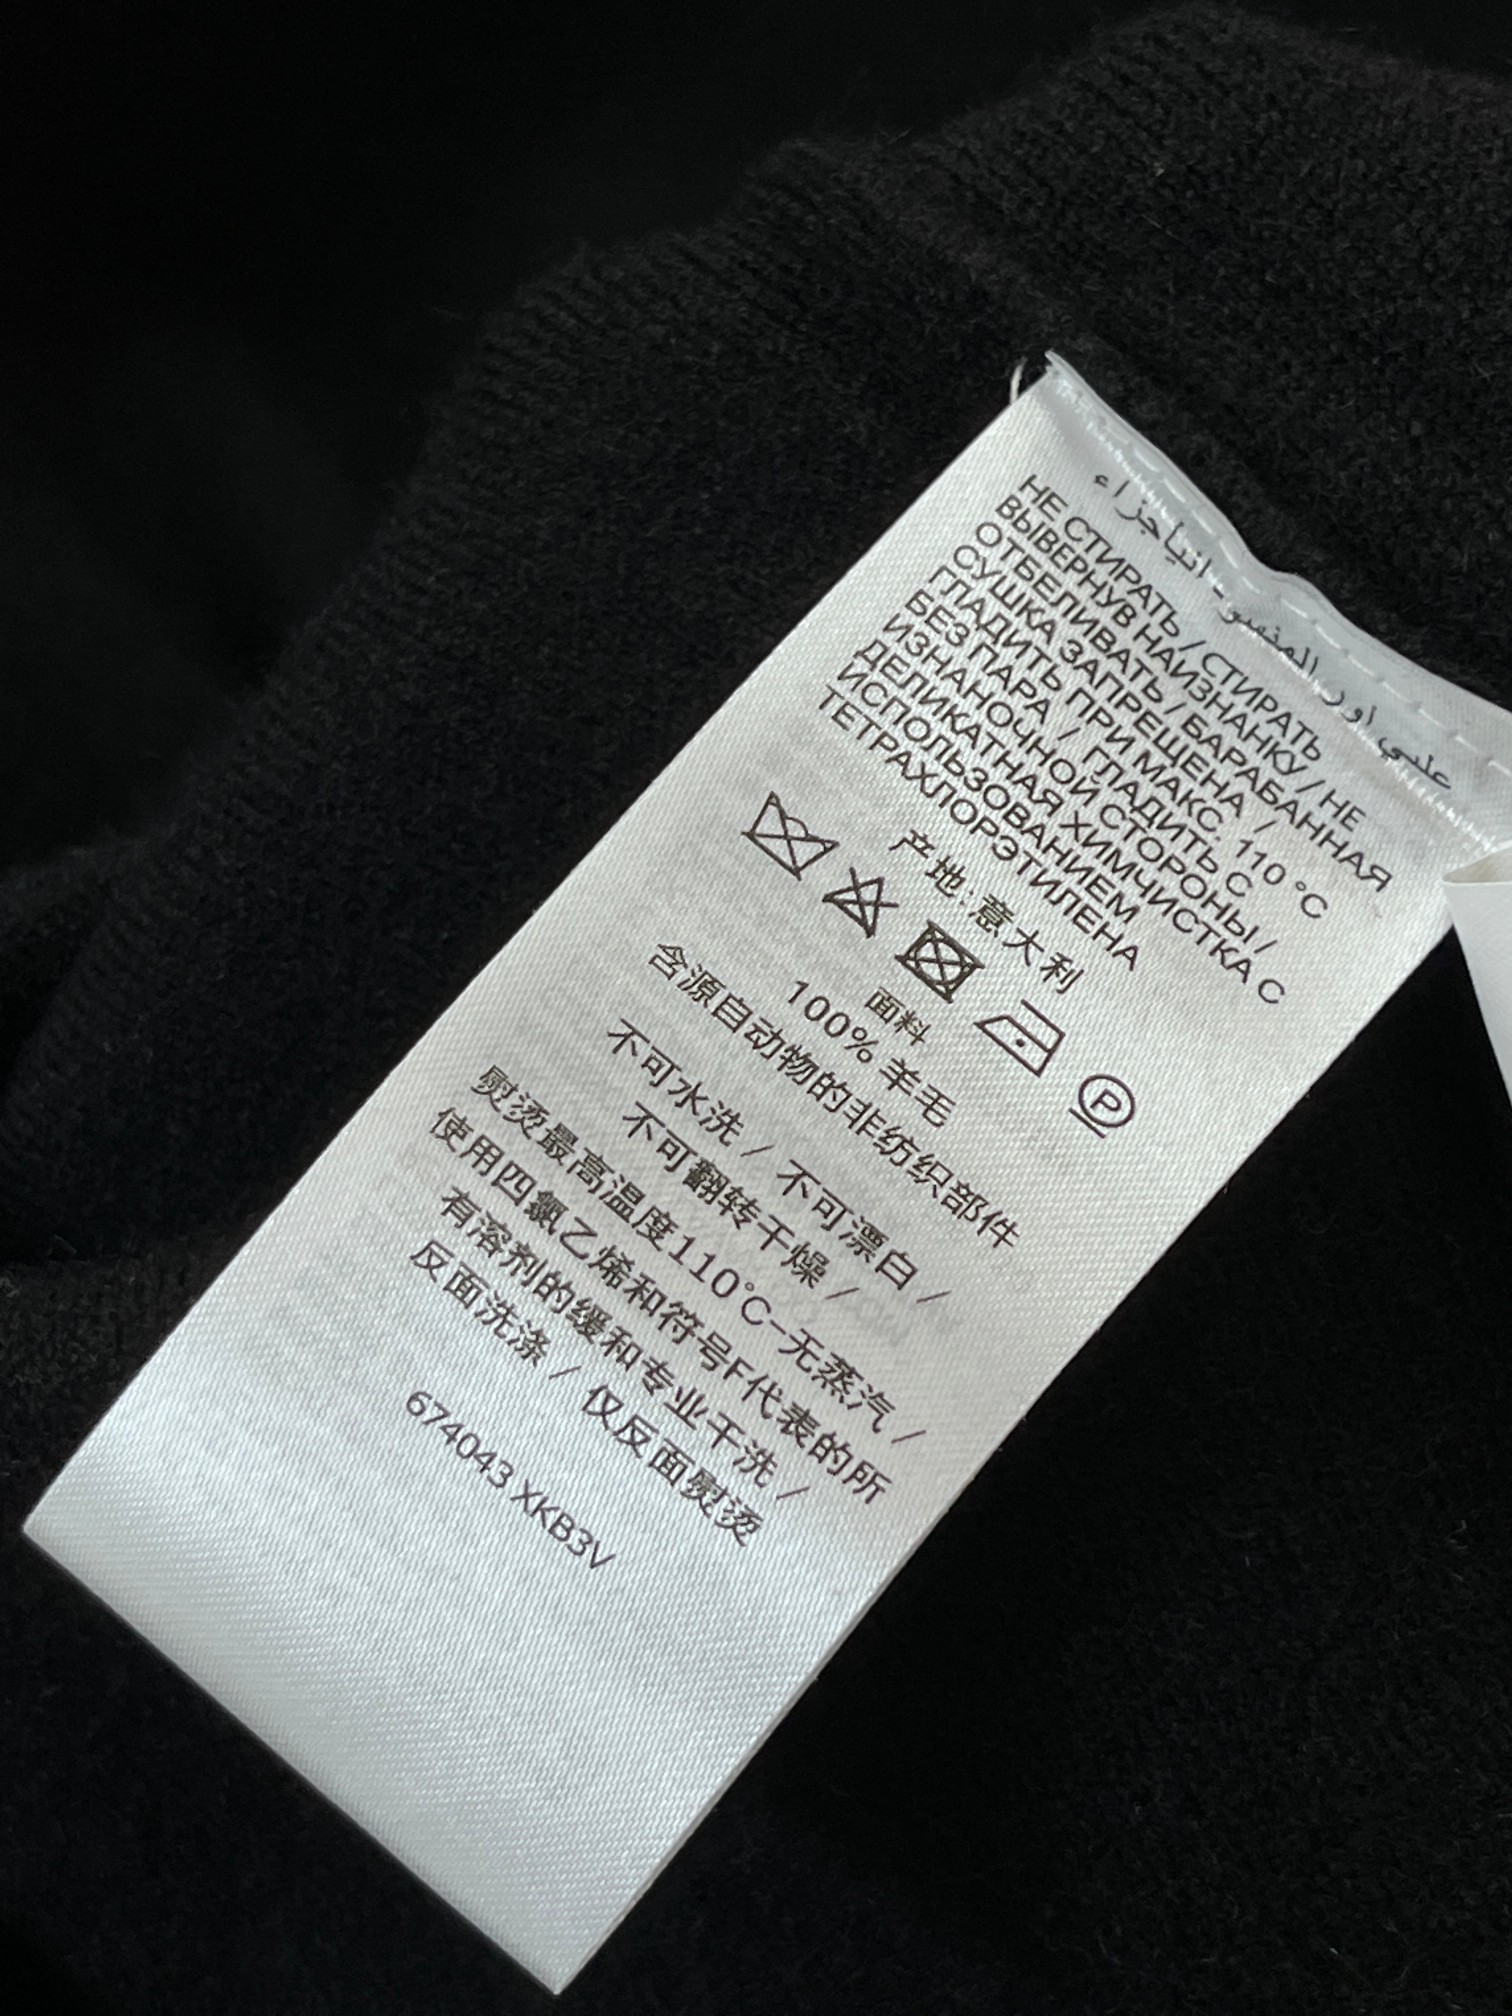 НЕ СТИРАТЬ / СТИРАТЬ
ВЫВЕРНУВ НАИЗНАНКУ / НЕ
ОТБЕЛИВАТЬ / БАРАБАННАЯ
СУШКА ЗАПРЕЩЕНА /
ГЛАДИТЬ ПРИ МАКС. 110 °C
БЕЗ ПАРА / ГЛАДИТЬ С
ИЗНАНОЧНОЙ СТОРОНЫ /
ДЕЛИКАТНАЯ ХИМЧИСТКА С
ИСПОЛЬЗОВАНИЕМ
ТЕТРАХЛОРЭТИЛЕНА
产地:意大利
P
面料
100% 羊毛
含源自动物的非纺织部件
不可水洗 / 不可漂白 /
不可翻转干燥 /
熨烫最高温度110°C-无蒸汽 /
使用四氯乙烯和符号F代表的所
有溶剂的缓和专业干洗 /
反面洗涤 / 仅反面熨烫
674043 XKB3V